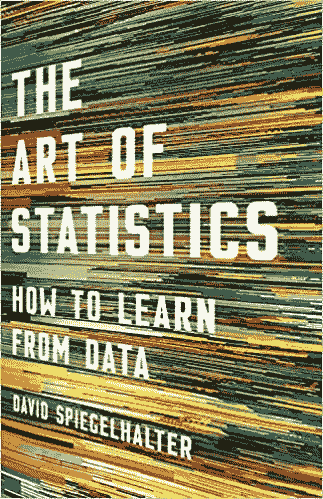 THE
ART OF
STATISTICS
HOW TO LEARN
FROM DATA
DAVID SPIEGELHALTER